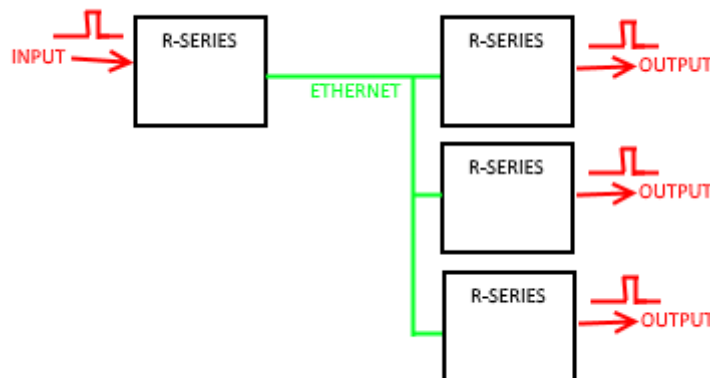 R-SERIES
R-SERIES
INPUT
OUTPUT
ETHERNET
R-SERIES
OUTPUT
R-SERIES
OUTPUT